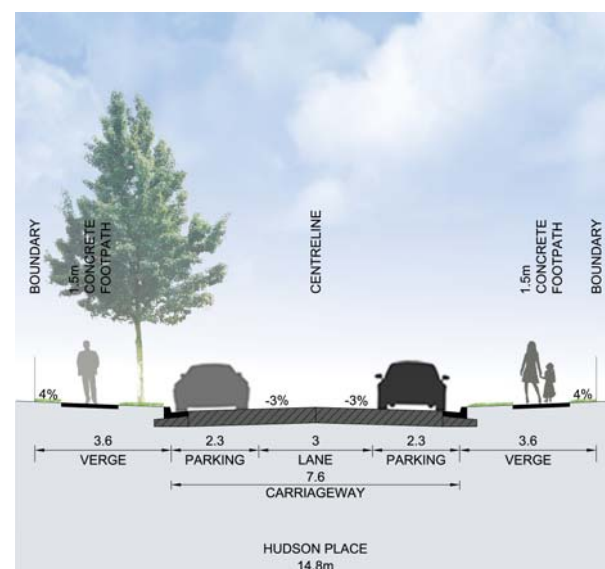 BOUNDARY
1.5m
CONCRETE
FOOTPATH
CENTRELINE
1.5m
CONCRETE
FOOTPATH
BOUNDARY
4%
-3%
-3%
4%
3.6
2.3
3
2.3
3.6
VERGE
PARKING
LANE
PARKING
VERGE
7.6
CARRIAGEWAY
HUDSON PLACE
14.8m